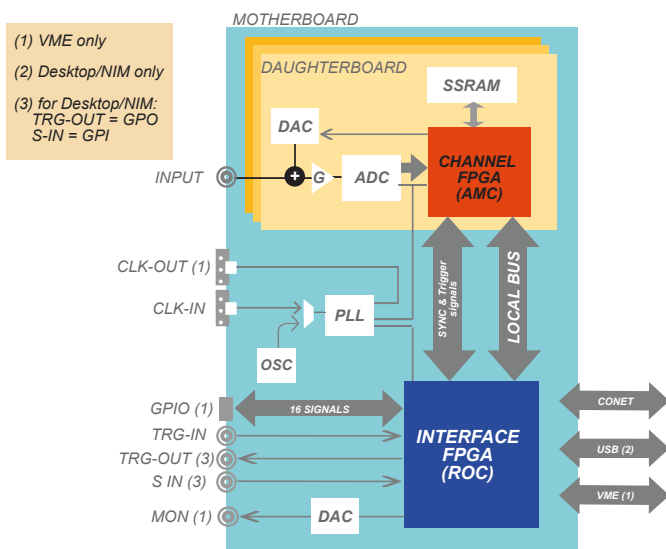 MOTHERBOARD
(1) VME only
(2) Desktop/NIM only
(3) for Desktop/NIM:
TRG-OUT = GPO
S-IN = GPI
DAUGHTERBOARD
SSRAM
DAC
INPUT
+
G
ADC
CHANNEL
FPGA
(AMC)
CLK-OUT (1)
CLK-IN
PLL
OSC
SYNC & Trigger
signals
LOCAL BUS
GPIO (1)
16 SIGNALS
TRG-IN
TRG-OUT (3)
S IN (3)
MON (1)
DAC
INTERFACE
FPGA
(ROC)
CONET
USB (2)
VME (1)